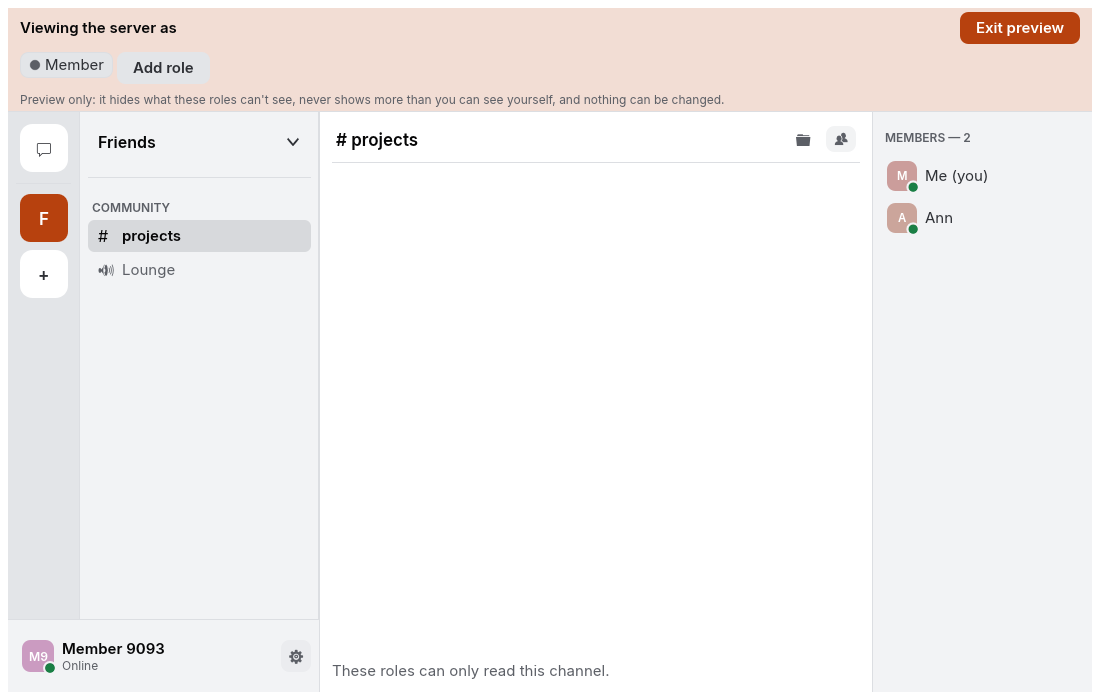 Viewing the server as
Exit preview
Member
Add role
Preview only: it hides what these roles can't see, never shows more than you can see yourself, and nothing can be changed.
Friends
# projects
MEMBERS — 2
M
Me (you)
A
Ann
F
+
COMMUNITY
# projects
Lounge
M9
Member 9093
Online
These roles can only read this channel.